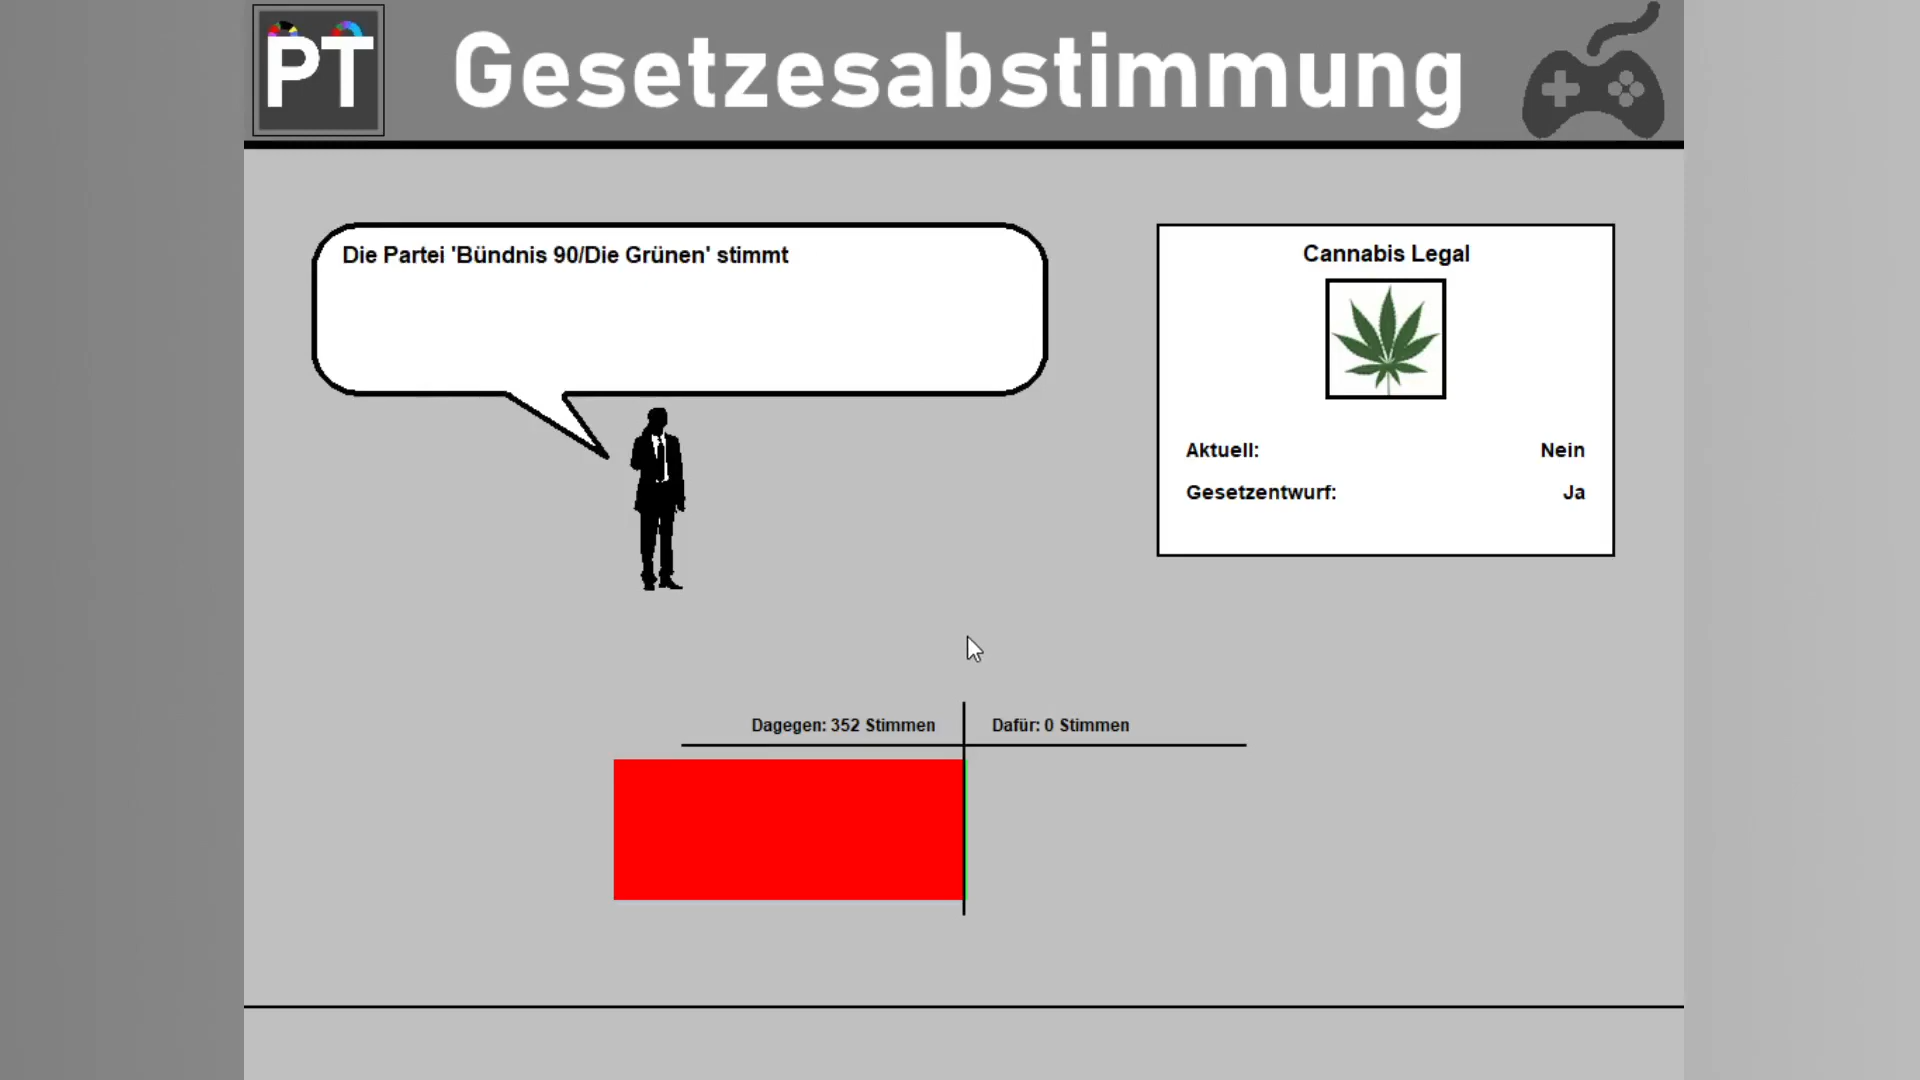 PT
Gesetzesabstimmung
Die Partei 'Bündnis 90/Die Grünen' stimmt
Cannabis Legal
Aktuell: Nein
Gesetzentwurf: Ja
Dagegen: 352 Stimmen
Dafür: 0 Stimmen